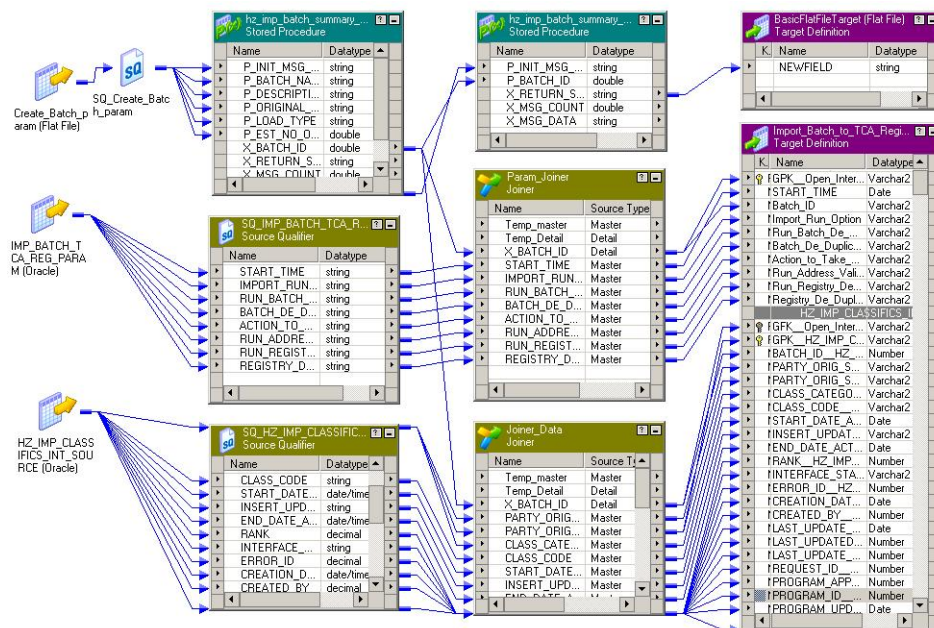 Create_Batch_p
aram (Flat File)
SQ_Create_Batc
h_param
hz_imp_batch_summary_...
Stored Procedure
Name Datatype
P_INIT_MSG_... string
P_BATCH_NA... string
P_DESCRIPTI... string
P_ORIGINAL_... string
P_LOAD_TYPE string
P_EST_NO_O... double
X_BATCH_ID double
X_RETURN_S... string
X_MSG_COUNT double
hz_imp_batch_summary_...
Stored Procedure
Name Datatype
P_INIT_MSG_... string
P_BATCH_ID double
X_RETURN_S... string
X_MSG_COUNT double
X_MSG_DATA string
BasicFlatFileTarget (Flat File)
Target Definition
K. Name Datatype
NEWFIELD string
IMP_BATCH_T
CA_REG_PARA
M (Oracle)
SQ_IMP_BATCH_TCA_R...
Source Qualifier
Name Datatype
START_TIME string
IMPORT_RUN... string
RUN_BATCH_... string
BATCH_DE_D... string
ACTION_TO_... string
RUN_ADDRE... string
RUN_REGIST... string
REGISTRY_D... string
Param_Joiner
Joiner
Name Source Type
Temp_master Master
Temp_Detail Detail
X_BATCH_ID Detail
START_TIME Master
IMPORT_RUN... Master
RUN_BATCH_... Master
BATCH_DE_D... Master
ACTION_TO_... Master
RUN_ADDRE... Master
RUN_REGIST... Master
REGISTRY_D... Master
HZ_IMP_CLASS
IFICS_INT_SOU
RCE (Oracle)
SQ_HZ_IMP_CLASSIFIC...
Source Qualifier
Name Datatype
CLASS_CODE string
START_DATE... date/time
INSERT_UPD... string
END_DATE_A... date/time
RANK decimal
INTERFACE_... string
ERROR_ID decimal
CREATION_D... date/time
CREATED_BY decimal
Joiner_Data
Joiner
Name Source Ty
Temp_master Master
Temp_Detail Detail
X_BATCH_ID Detail
PARTY_ORIG... Master
PARTY_ORIG... Master
CLASS_CATE... Master
CLASS_CODE Master
START_DATE... Master
INSERT_UPD... Master
END_DATE_A... Master
Import_Batch_to_TCA_Regi...
Target Definition
K. Name Datatype
GPK__Open_Inter... Varchar2
START_TIME Date
Batch_ID Varchar2
Import_Run_Option Varchar2
Run_Batch_De_... Varchar2
Batch_De_Duplic... Varchar2
Action_to_Take_... Varchar2
Run_Address_Vali... Varchar2
Run_Registry_De... Varchar2
Registry_De_Dupl... Varchar2
HZ_IMP_CLASSIFICS_I
GFK__Open_Inter... Varchar2
GPK__HZ_IMP_C... Varchar2
BATCH_ID__HZ_... Number
PARTY_ORIG_S... Varchar2
PARTY_ORIG_S... Varchar2
CLASS_CATEGO... Varchar2
CLASS_CODE__... Varchar2
START_DATE_A... Date
INSERT_UPDAT... Varchar2
END_DATE_ACT... Date
RANK__HZ_IMP... Number
INTERFACE_STA... Varchar2
ERROR_ID__HZ... Number
CREATION_DAT... Date
CREATED_BY__... Number
LAST_UPDATE_... Date
LAST_UPDATED... Number
LAST_UPDATE_... Number
REQUEST_ID__... Number
PROGRAM_APP... Number
PROGRAM_ID__... Number
PROGRAM_UPD... Date